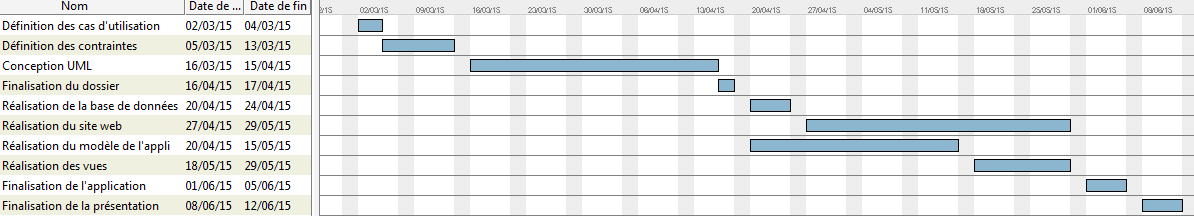 Nom Date de ... Date de fin
2/15 02/03/15 09/03/15 16/03/15 23/03/15 30/03/15 06/04/15 13/04/15 20/04/15 27/04/15 04/05/15 11/05/15 18/05/15 25/05/15 01/06/15 08/06/15
Définition des cas d'utilisation 02/03/15 04/03/15
Définition des contraintes 05/03/15 13/03/15
Conception UML 16/03/15 15/04/15
Finalisation du dossier 16/04/15 17/04/15
Réalisation de la base de données 20/04/15 24/04/15
Réalisation du site web 27/04/15 29/05/15
Réalisation du modèle de l'appli 20/04/15 15/05/15
Réalisation des vues 18/05/15 29/05/15
Finalisation de l'application 01/06/15 05/06/15
Finalisation de la présentation 08/06/15 12/06/15